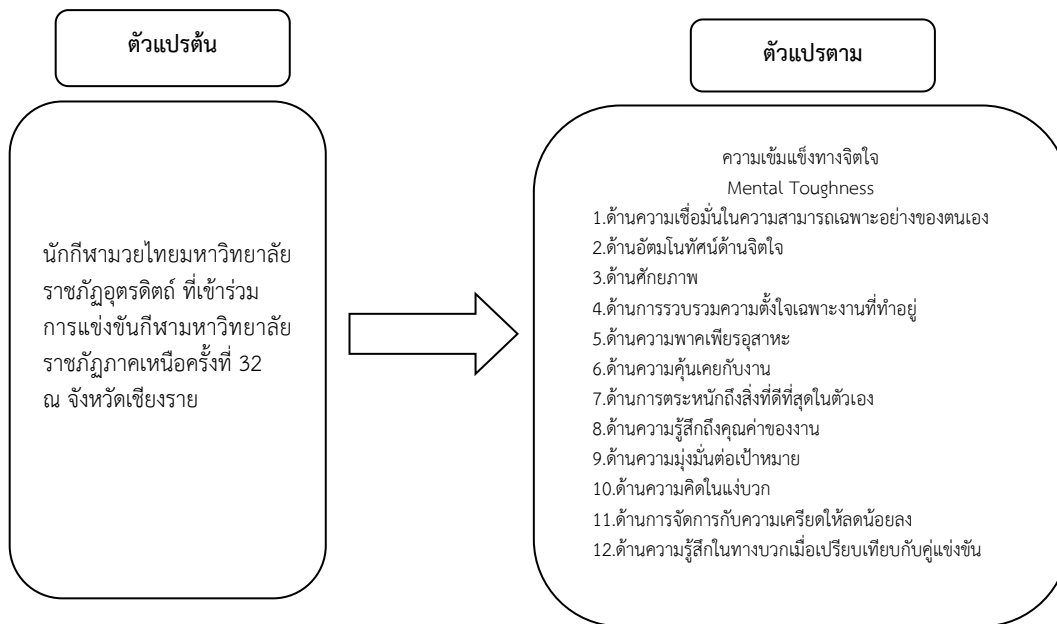 ตัวแปรต้น
นักกีฬามวยไทยมหาวิทยาลัย
ราชภัฏอุตรดิตถ์ ที่เข้าร่วม
การแข่งขันกีฬามหาวิทยาลัย
ราชภัฏภาคเหนือครั้งที่ 32
ณ จังหวัดเชียงราย
ตัวแปรตาม
ความเข้มแข็งทางจิตใจ
Mental Toughness
1.ด้านความเชื่อมั่นในความสามารถเฉพาะอย่างของตนเอง
2.ด้านอัตมโนทัศน์ด้านจิตใจ
3.ด้านศักยภาพ
4.ด้านการรวบรวมความตั้งใจเฉพาะงานที่ทำอยู่
5.ด้านความพาคเพียรอุสาหะ
6.ด้านความคุ้นเคยกับงาน
7.ด้านการตระหนักถึงสิ่งที่ดีที่สุดในตัวเอง
8.ด้านความรู้สึกถึงคุณค่าของงาน
9.ด้านความมุ่งมั่นต่อเป้าหมาย
10.ด้านความคิดในแง่บวก
11.ด้านการจัดการกับความเครียดให้ลดน้อยลง
12.ด้านความรู้สึกในทางบวกเมื่อเปรียบเทียบกับคู่แข่งขัน